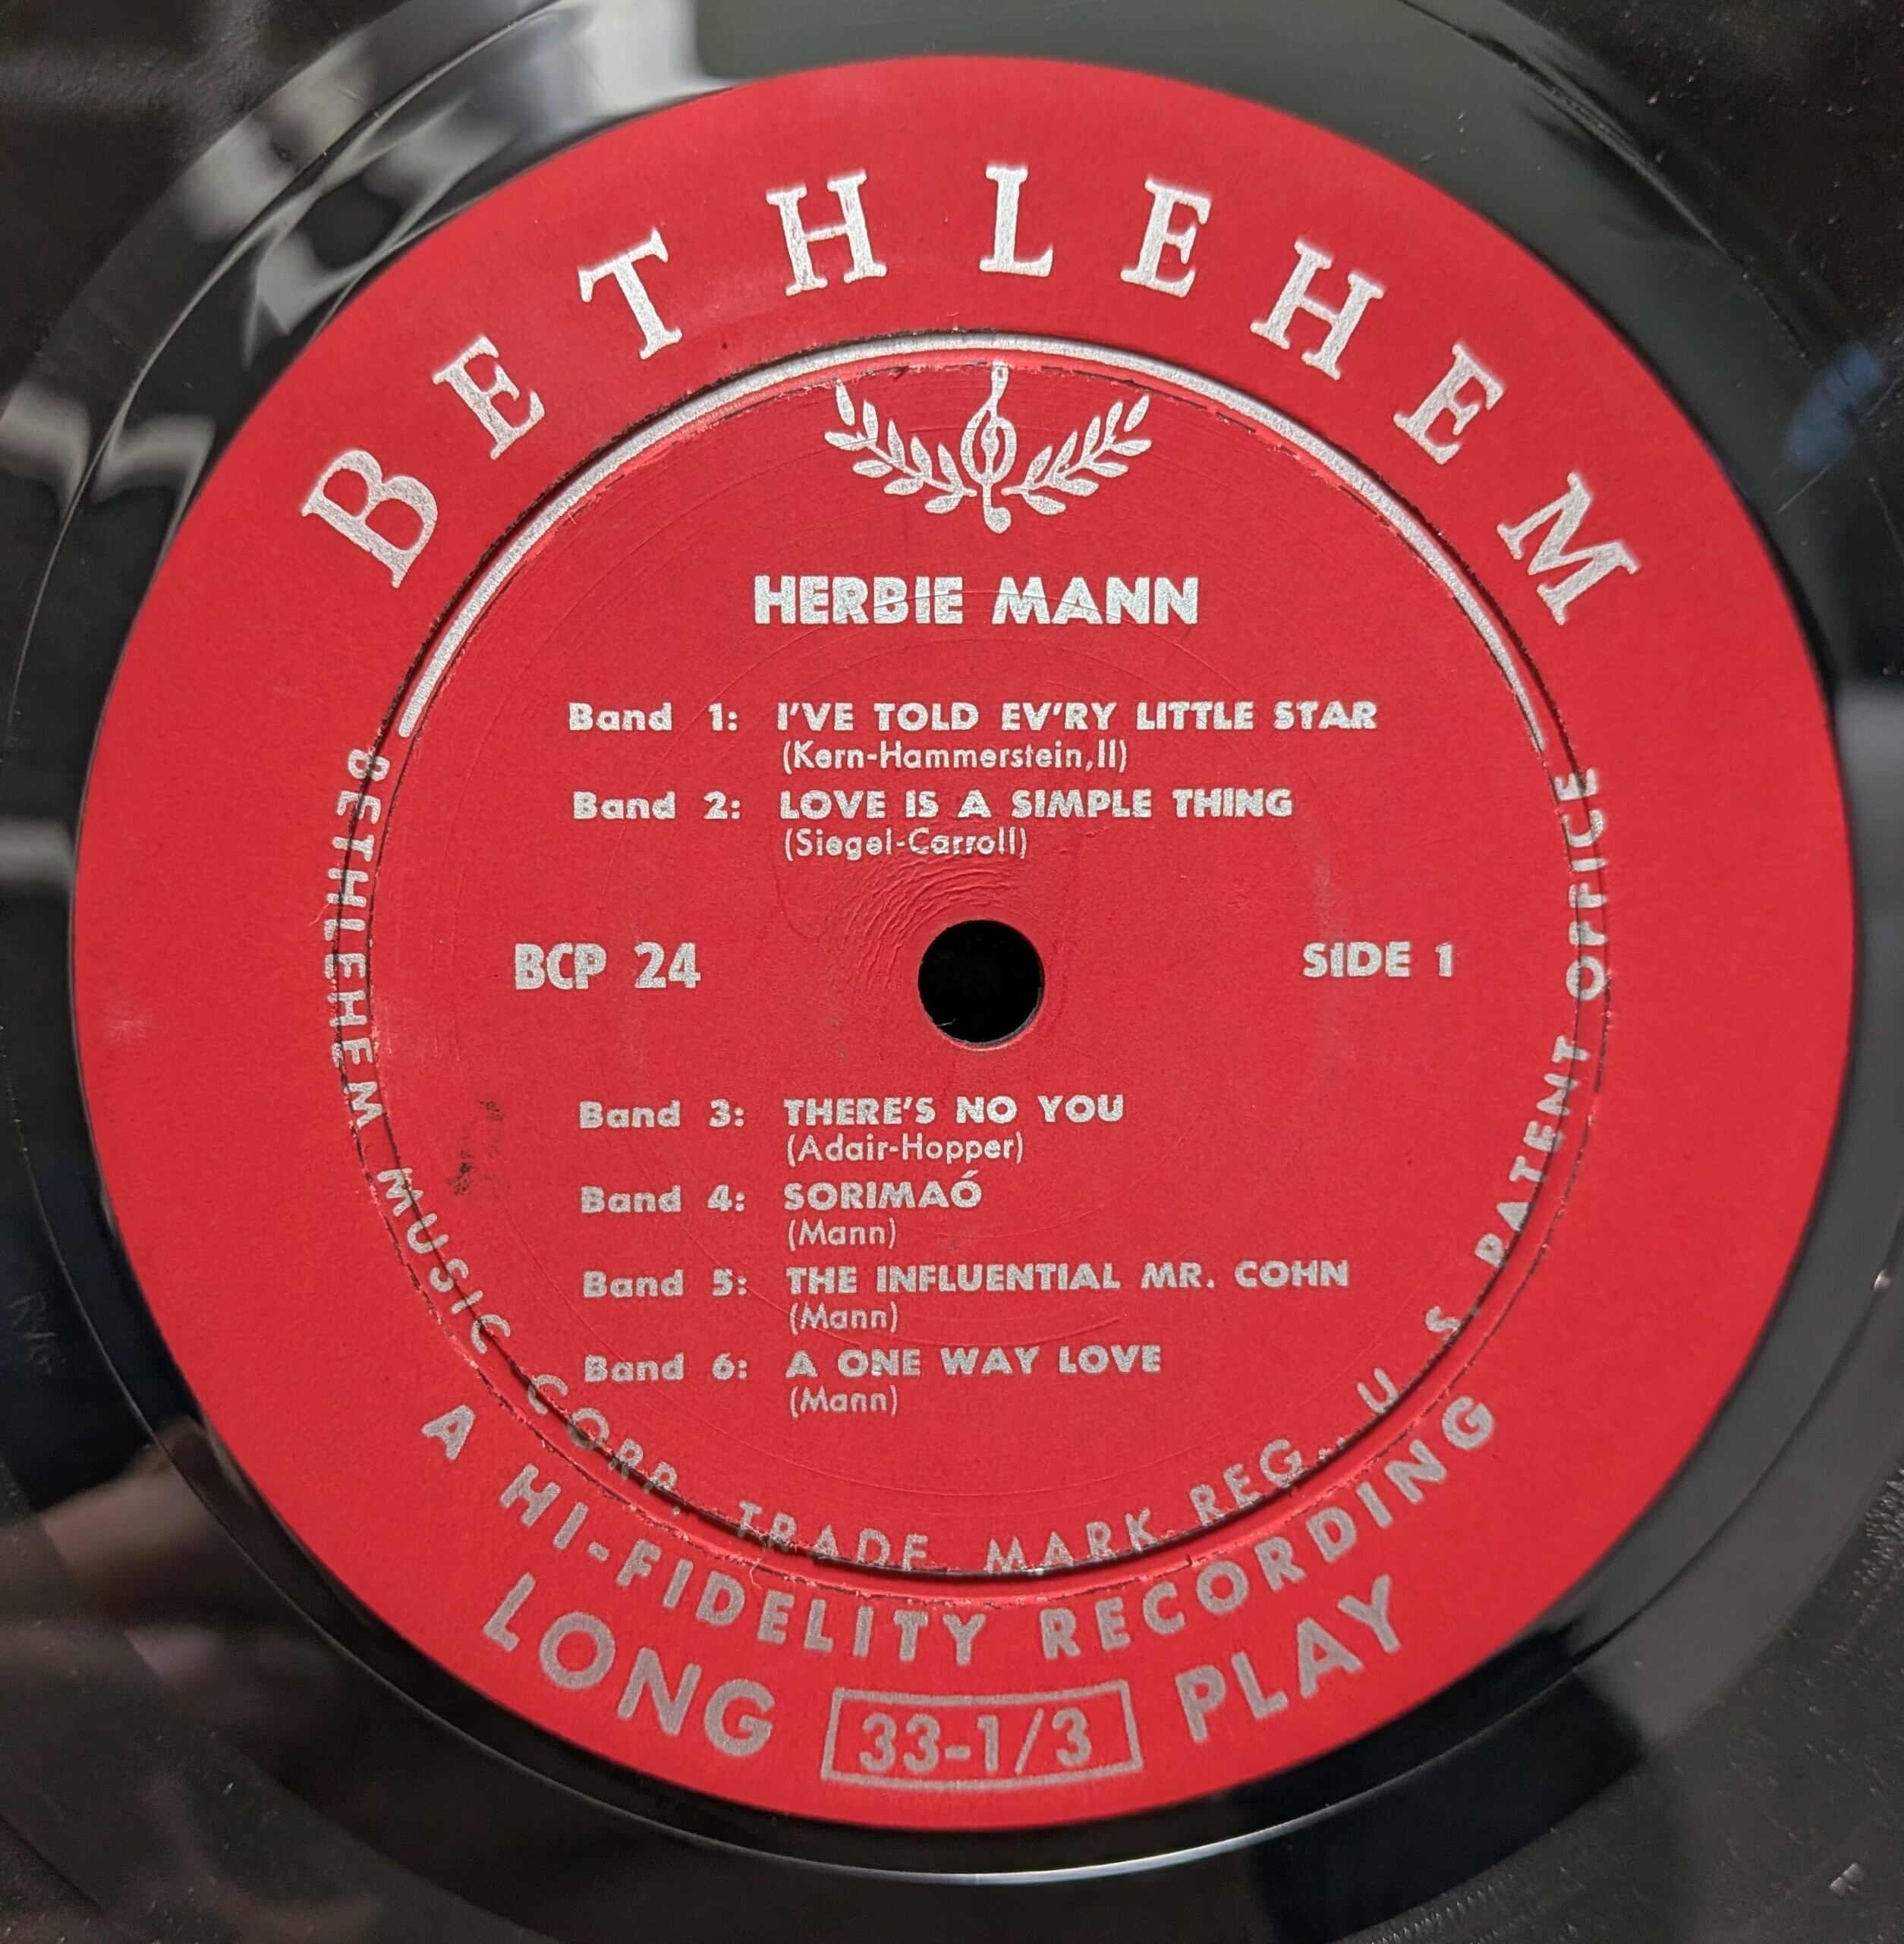 BETHLEHEM
HERBIE MANN
Band 1: I'VE TOLD EV'RY LITTLE STAR
(Kern-Hammerstein,II)
Band 2: LOVE IS A SIMPLE THING
(Siegel-Carroll)
BCP 24
SIDE 1
Band 3: THERE'S NO YOU
(Adair-Hopper)
Band 4: SORIMAÓ
(Mann)
Band 5: THE INFLUENTIAL MR. COHN
(Mann)
Band 6: A ONE WAY LOVE
(Mann)
BETHLEHEM MUSIC CORP. TRADE MARK REG., U. S. PATENT OFFICE
A HI-FIDELITY RECORDING
LONG 33-1/3 PLAY
RVG